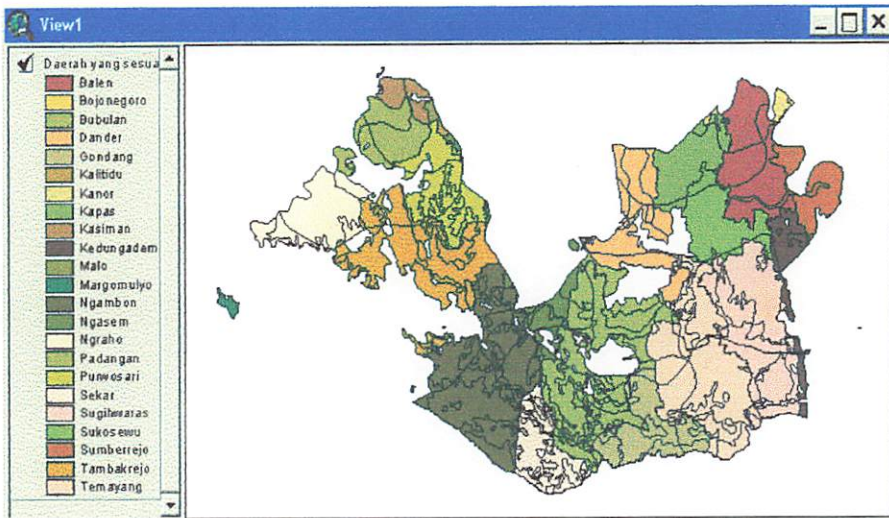 View1
Daerah yang sesua
Balen
Bojonegoro
Bubulan
Dander
Gondang
Kalitidu
Kanor
Kapas
Kasiman
Kedungadem
Malo
Margomulyo
Ngambon
Ngasem
Ngraho
Padangan
Purwosari
Sekar
Sugihwaras
Sukosewu
Sumberrejo
Tambakrejo
Temayang